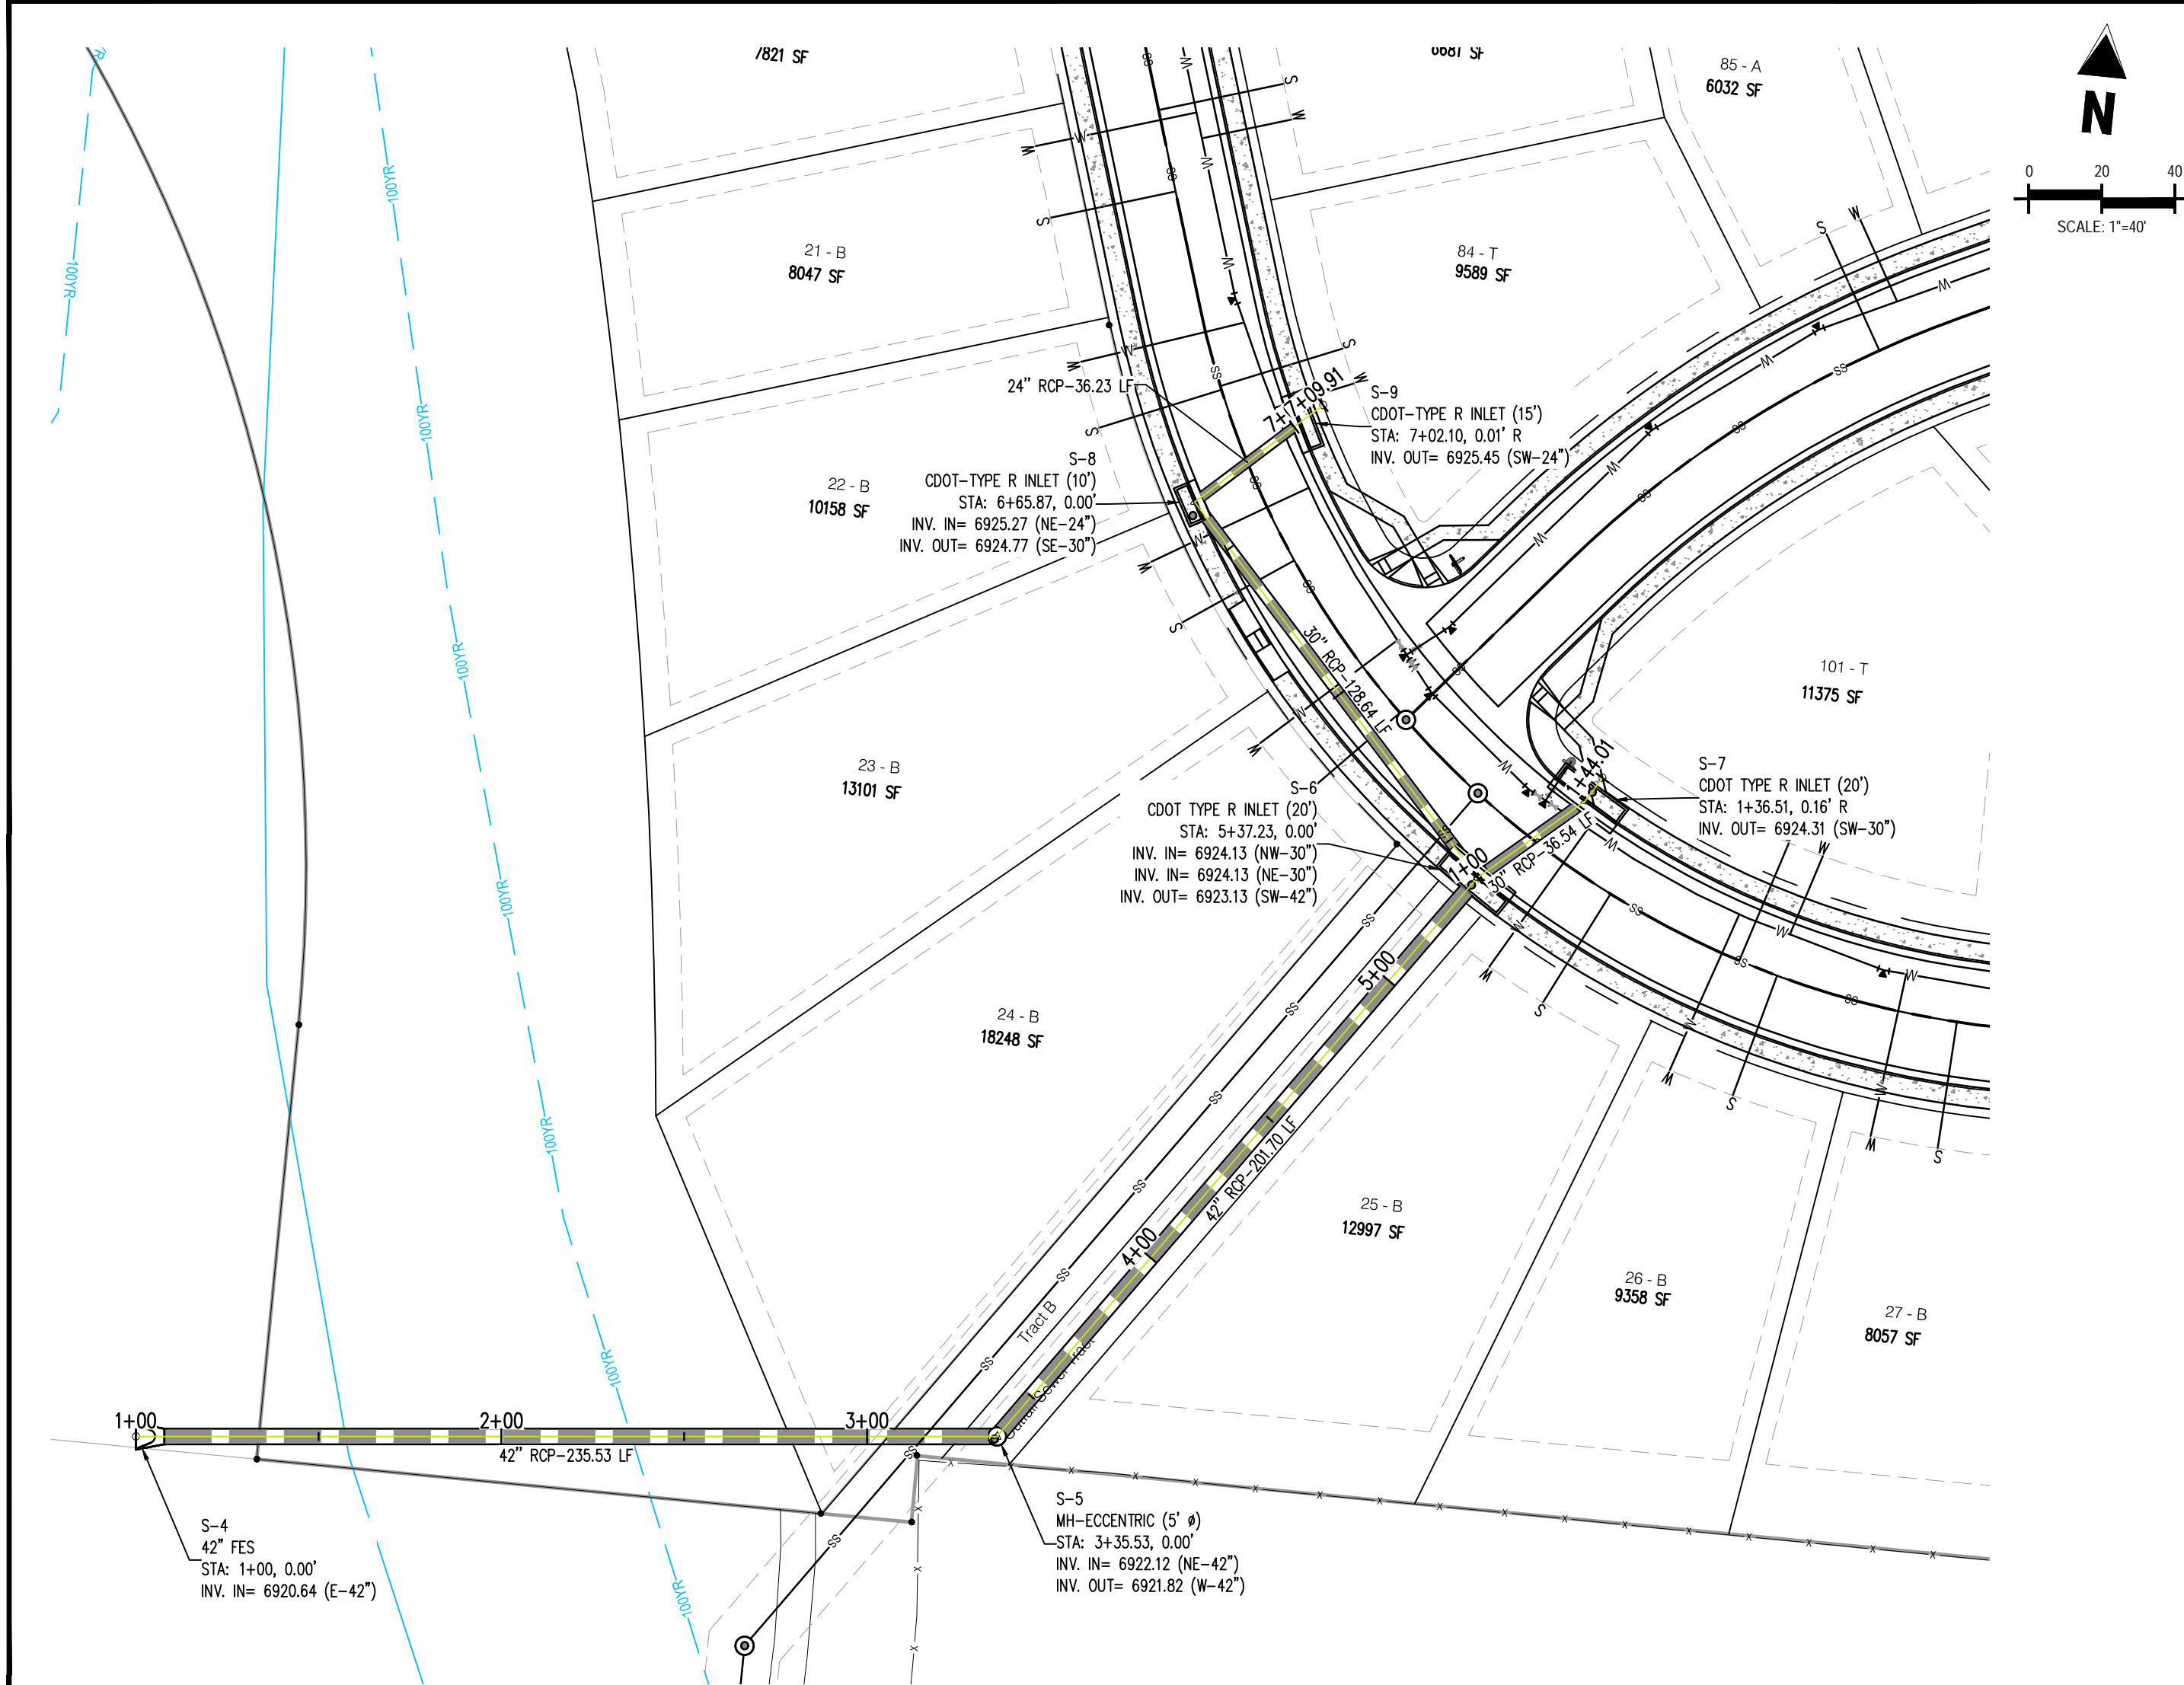 7821 SF
6681 SF
85 - A
6032 SF
N
0 20 40
SCALE: 1"=40'
21 - B
8047 SF
84 - T
9589 SF
24" RCP-36.23 LF
7+7+09.91
S-9
CDOT-TYPE R INLET (15')
STA: 7+02.10, 0.01' R
INV. OUT= 6925.45 (SW-24")
S-8
CDOT-TYPE R INLET (10')
STA: 6+65.87, 0.00'
INV. IN= 6925.27 (NE-24")
INV. OUT= 6924.77 (SE-30")
22 - B
10158 SF
30" RCP-128.64 LF
101 - T
11375 SF
23 - B
13101 SF
S-6
CDOT TYPE R INLET (20')
STA: 5+37.23, 0.00'
INV. IN= 6924.13 (NW-30")
INV. IN= 6924.13 (NE-30")
INV. OUT= 6923.13 (SW-42")
1+44.01
S-7
CDOT TYPE R INLET (20')
STA: 1+36.51, 0.16' R
INV. OUT= 6924.31 (SW-30")
1+00
30" RCP-36.54 LF
5+00
24 - B
18248 SF
42" RCP-201.70 LF
4+00
25 - B
12997 SF
26 - B
9358 SF
27 - B
8057 SF
Tract B
Sewer Tract
1+00
2+00
3+00
42" RCP-235.53 LF
S-4
42" FES
STA: 1+00, 0.00'
INV. IN= 6920.64 (E-42")
S-5
MH-ECCENTRIC (5' ø)
STA: 3+35.53, 0.00'
INV. IN= 6922.12 (NE-42")
INV. OUT= 6921.82 (W-42")
100YR
100YR
100YR
100YR
100YR
100YR
100YR
100YR